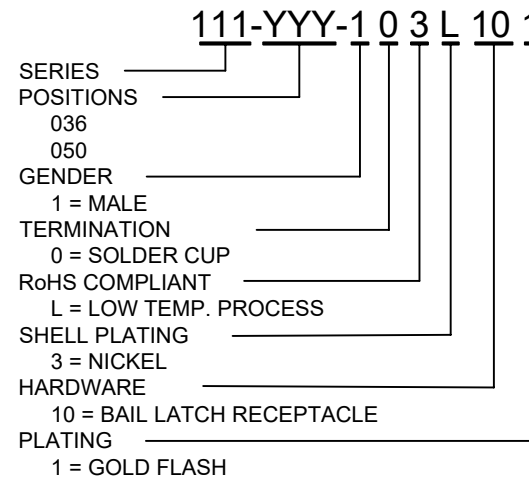 111-YYY-1 0 3 L 10 1
SERIES
POSITIONS
036
050
GENDER
1 = MALE
TERMINATION
0 = SOLDER CUP
RoHS COMPLIANT
L = LOW TEMP. PROCESS
SHELL PLATING
3 = NICKEL
HARDWARE
10 = BAIL LATCH RECEPTACLE
PLATING
1 = GOLD FLASH